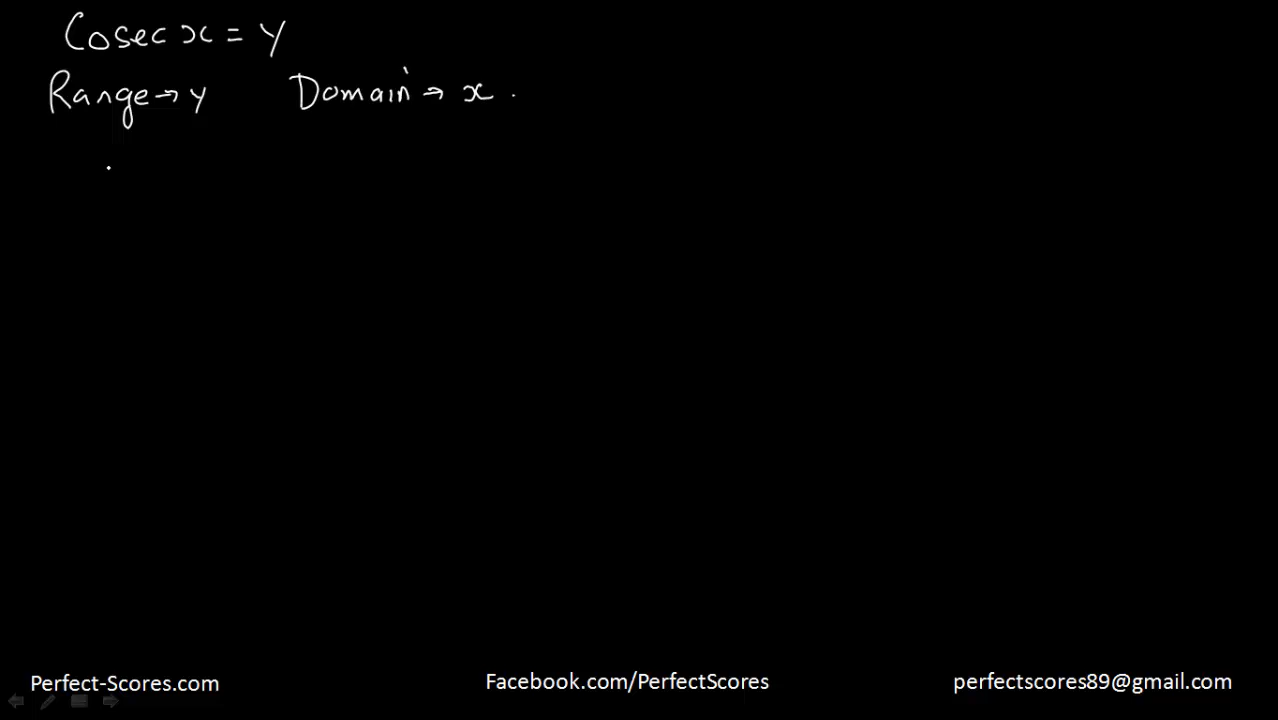 Cosec x = y
Range → y Domain → x .
Perfect-Scores.com Facebook.com/PerfectScores perfectscores89@gmail.com